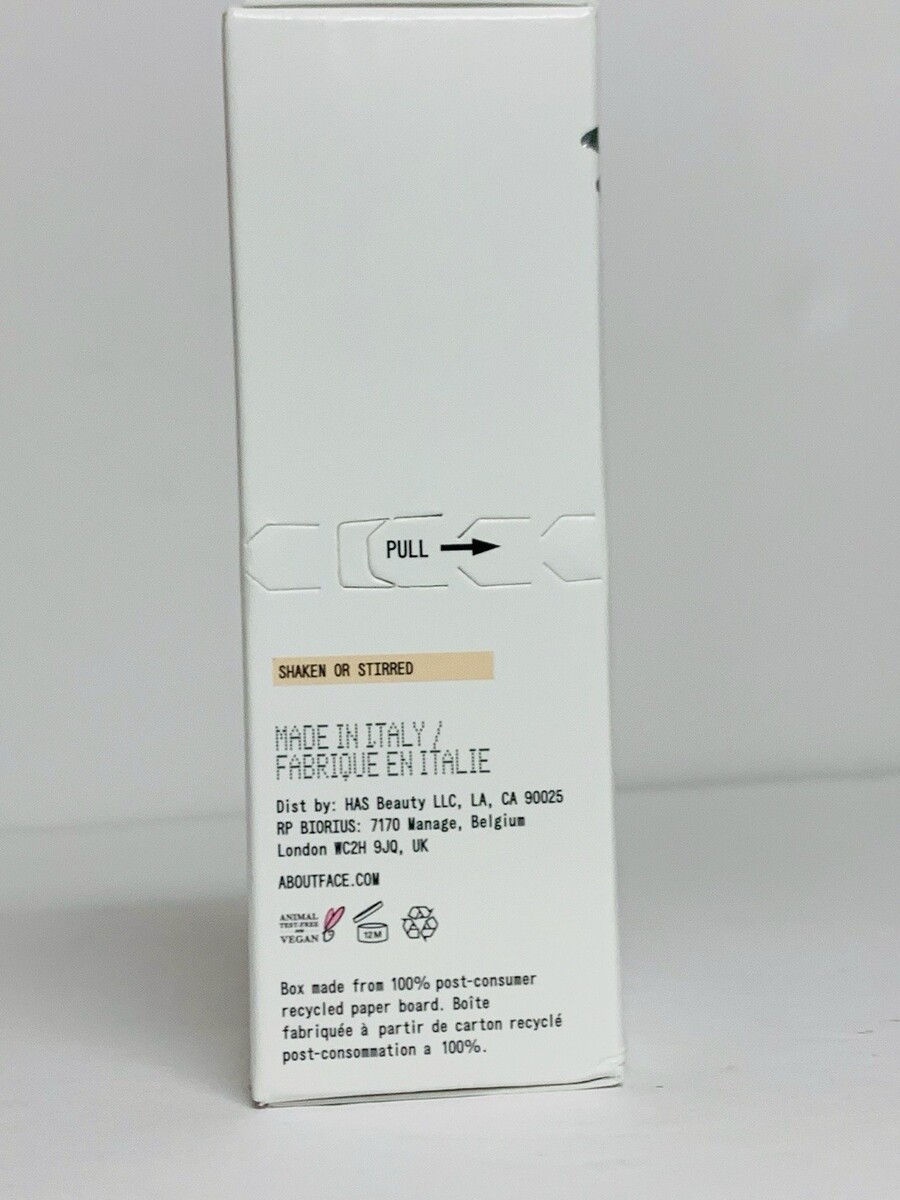 PULL
SHAKEN OR STIRRED
MADE IN ITALY /
FABRIQUE EN ITALIE
Dist by: HAS Beauty LLC, LA, CA 90025
RP BIORIUS: 7170 Manage, Belgium
London WC2H 9JQ, UK
ABOUTFACE.COM
ANIMAL
TEST-FREE
VEGAN
12M
Box made from 100% post-consumer
recycled paper board. Boîte
fabriquée à partir de carton recyclé
post-consommation a 100%.